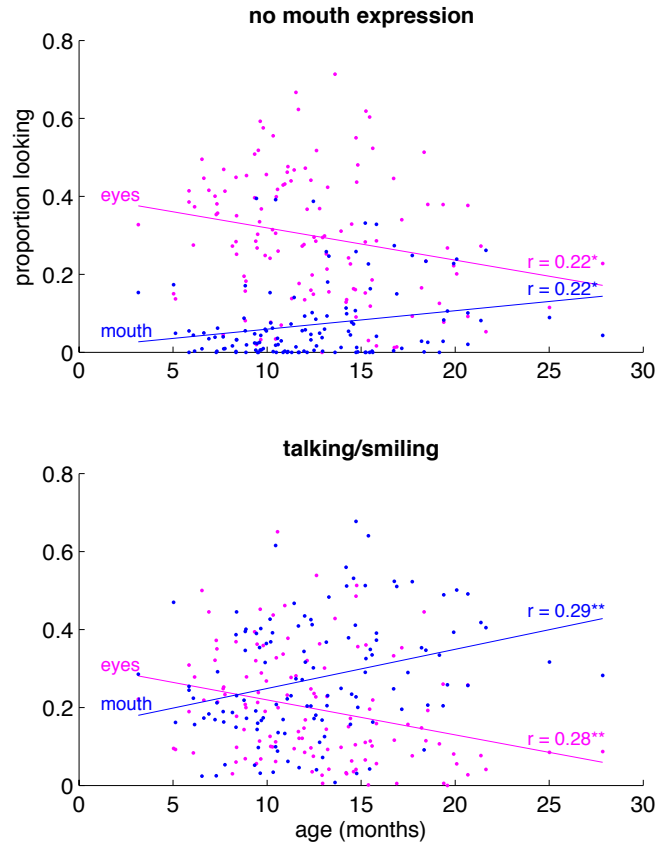 no mouth expression
proportion looking
0.8
0.6
0.4
0.2
0
eyes
mouth
r = 0.22*
r = 0.22*
0 5 10 15 20 25 30
talking/smiling
0.8
0.6
0.4
0.2
0
eyes
mouth
r = 0.29**
r = 0.28**
0 5 10 15 20 25 30
age (months)